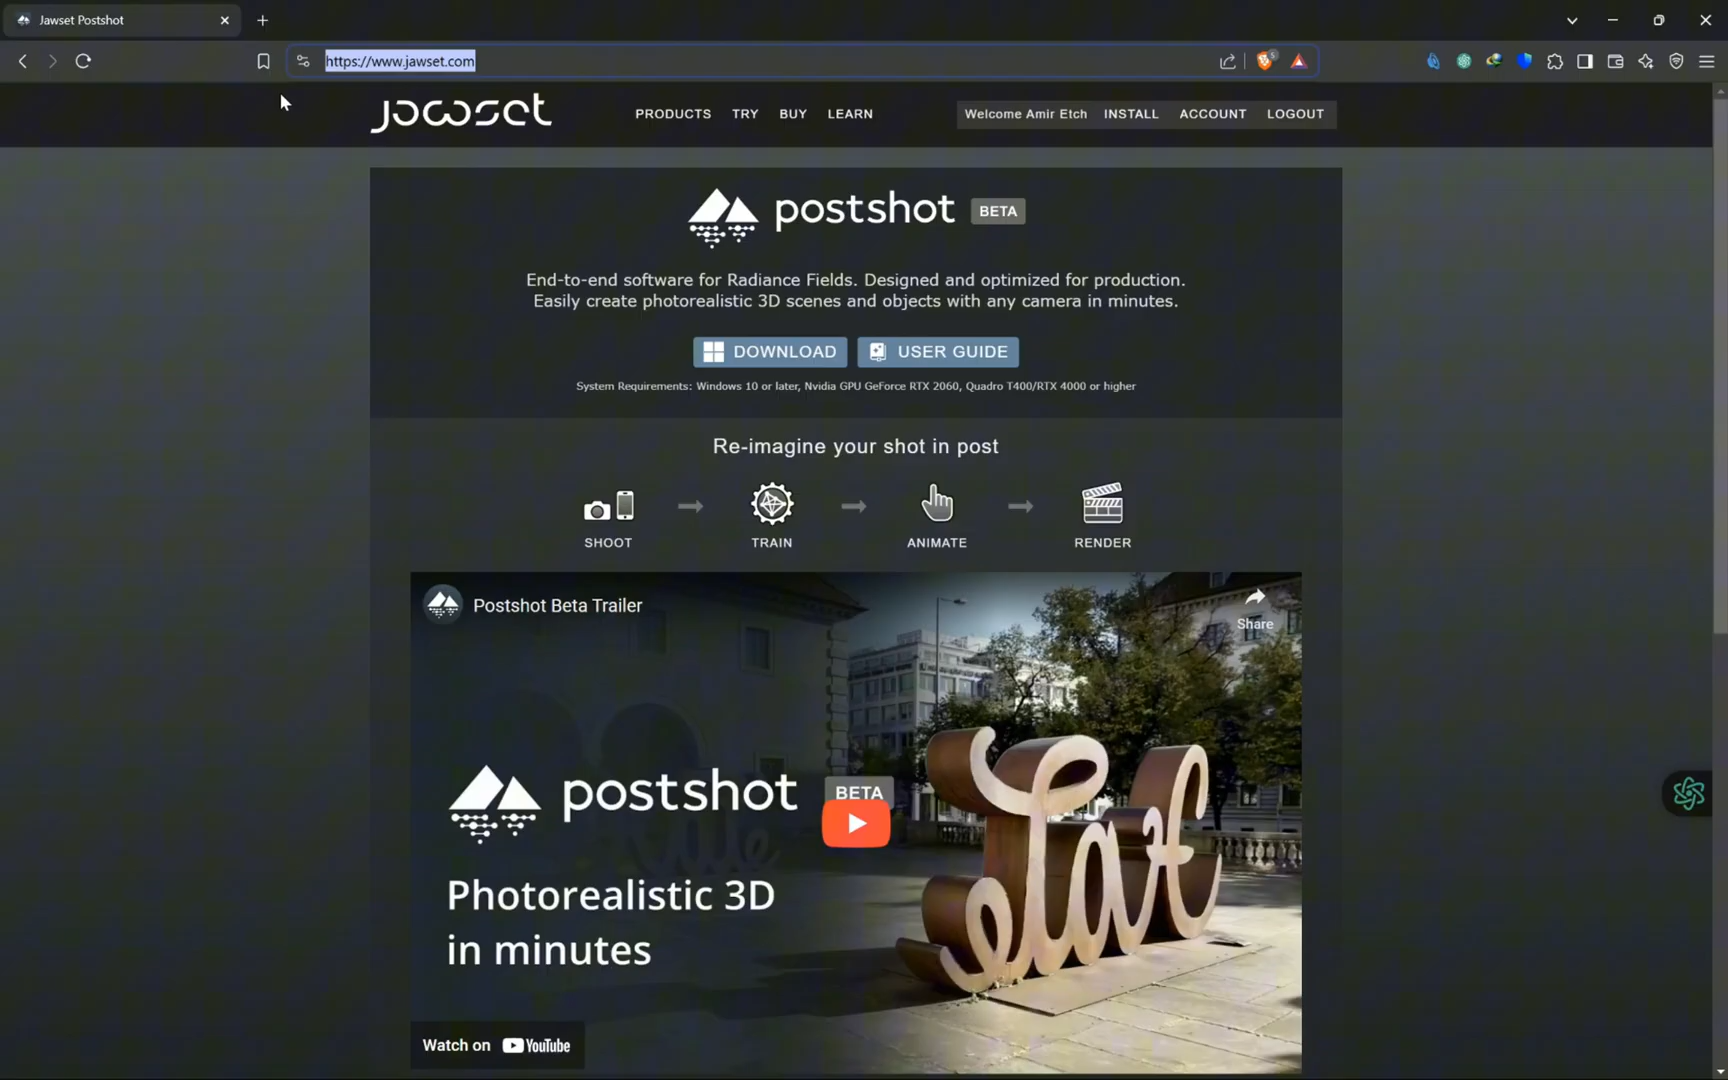 Jawset Postshot
https://www.jawset.com
5
jawset
PRODUCTS TRY BUY LEARN
Welcome Amir Etch INSTALL ACCOUNT LOGOUT
postshot BETA
End-to-end software for Radiance Fields. Designed and optimized for production.
Easily create photorealistic 3D scenes and objects with any camera in minutes.
DOWNLOAD USER GUIDE
System Requirements: Windows 10 or later, Nvidia GPU GeForce RTX 2060, Quadro T400/RTX 4000 or higher
Re-imagine your shot in post
SHOOT TRAIN ANIMATE RENDER
Postshot Beta Trailer
Share
postshot BETA
Photorealistic 3D
in minutes
Watch on YouTube